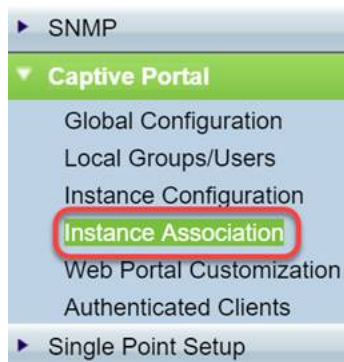 SNMP
Captive Portal
Global Configuration
Local Groups/Users
Instance Configuration
Instance Association
Web Portal Customization
Authenticated Clients
Single Point Setup